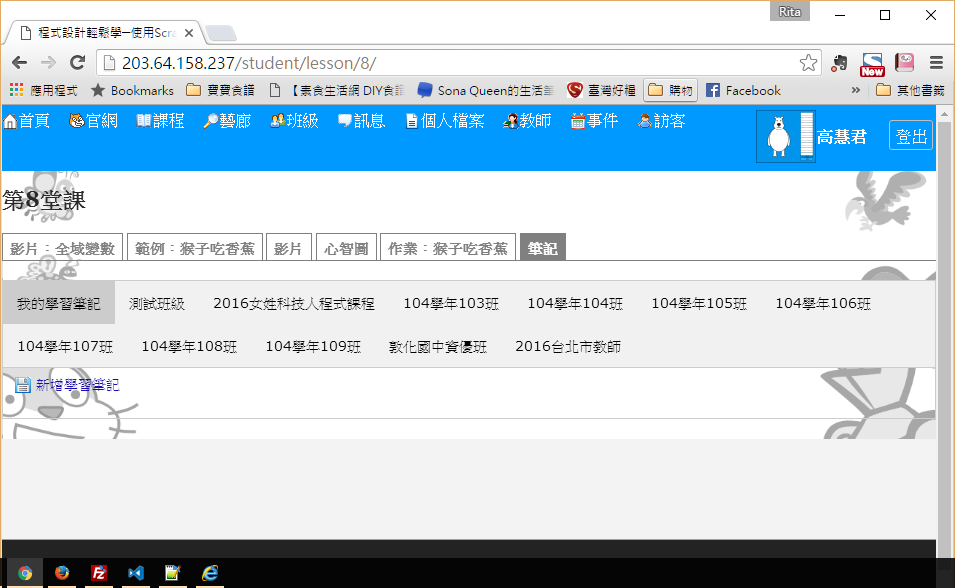 Rita
程式設計輕鬆學─使用Scra
203.64.158.237/student/lesson/8/
New
應用程式 Bookmarks 寶寶食譜 【素食生活網 DIY食譜 Sona Queen的生活差 臺灣好種 購物 Facebook » 其他書籤
首頁 官網 課程 藝廊 班級 訊息 個人檔案 教師 事件 訪客
高慧君 登出
第8堂課
影片：全域變數 範例：猴子吃香蕉 影片 心智圖 作業：猴子吃香蕉 筆記
我的學習筆記 測試班級 2016女姓科技人程式課程 104學年103班 104學年104班 104學年105班 104學年106班
104學年107班 104學年108班 104學年109班 敦化國中資優班 2016台北市教師
新增學習筆記